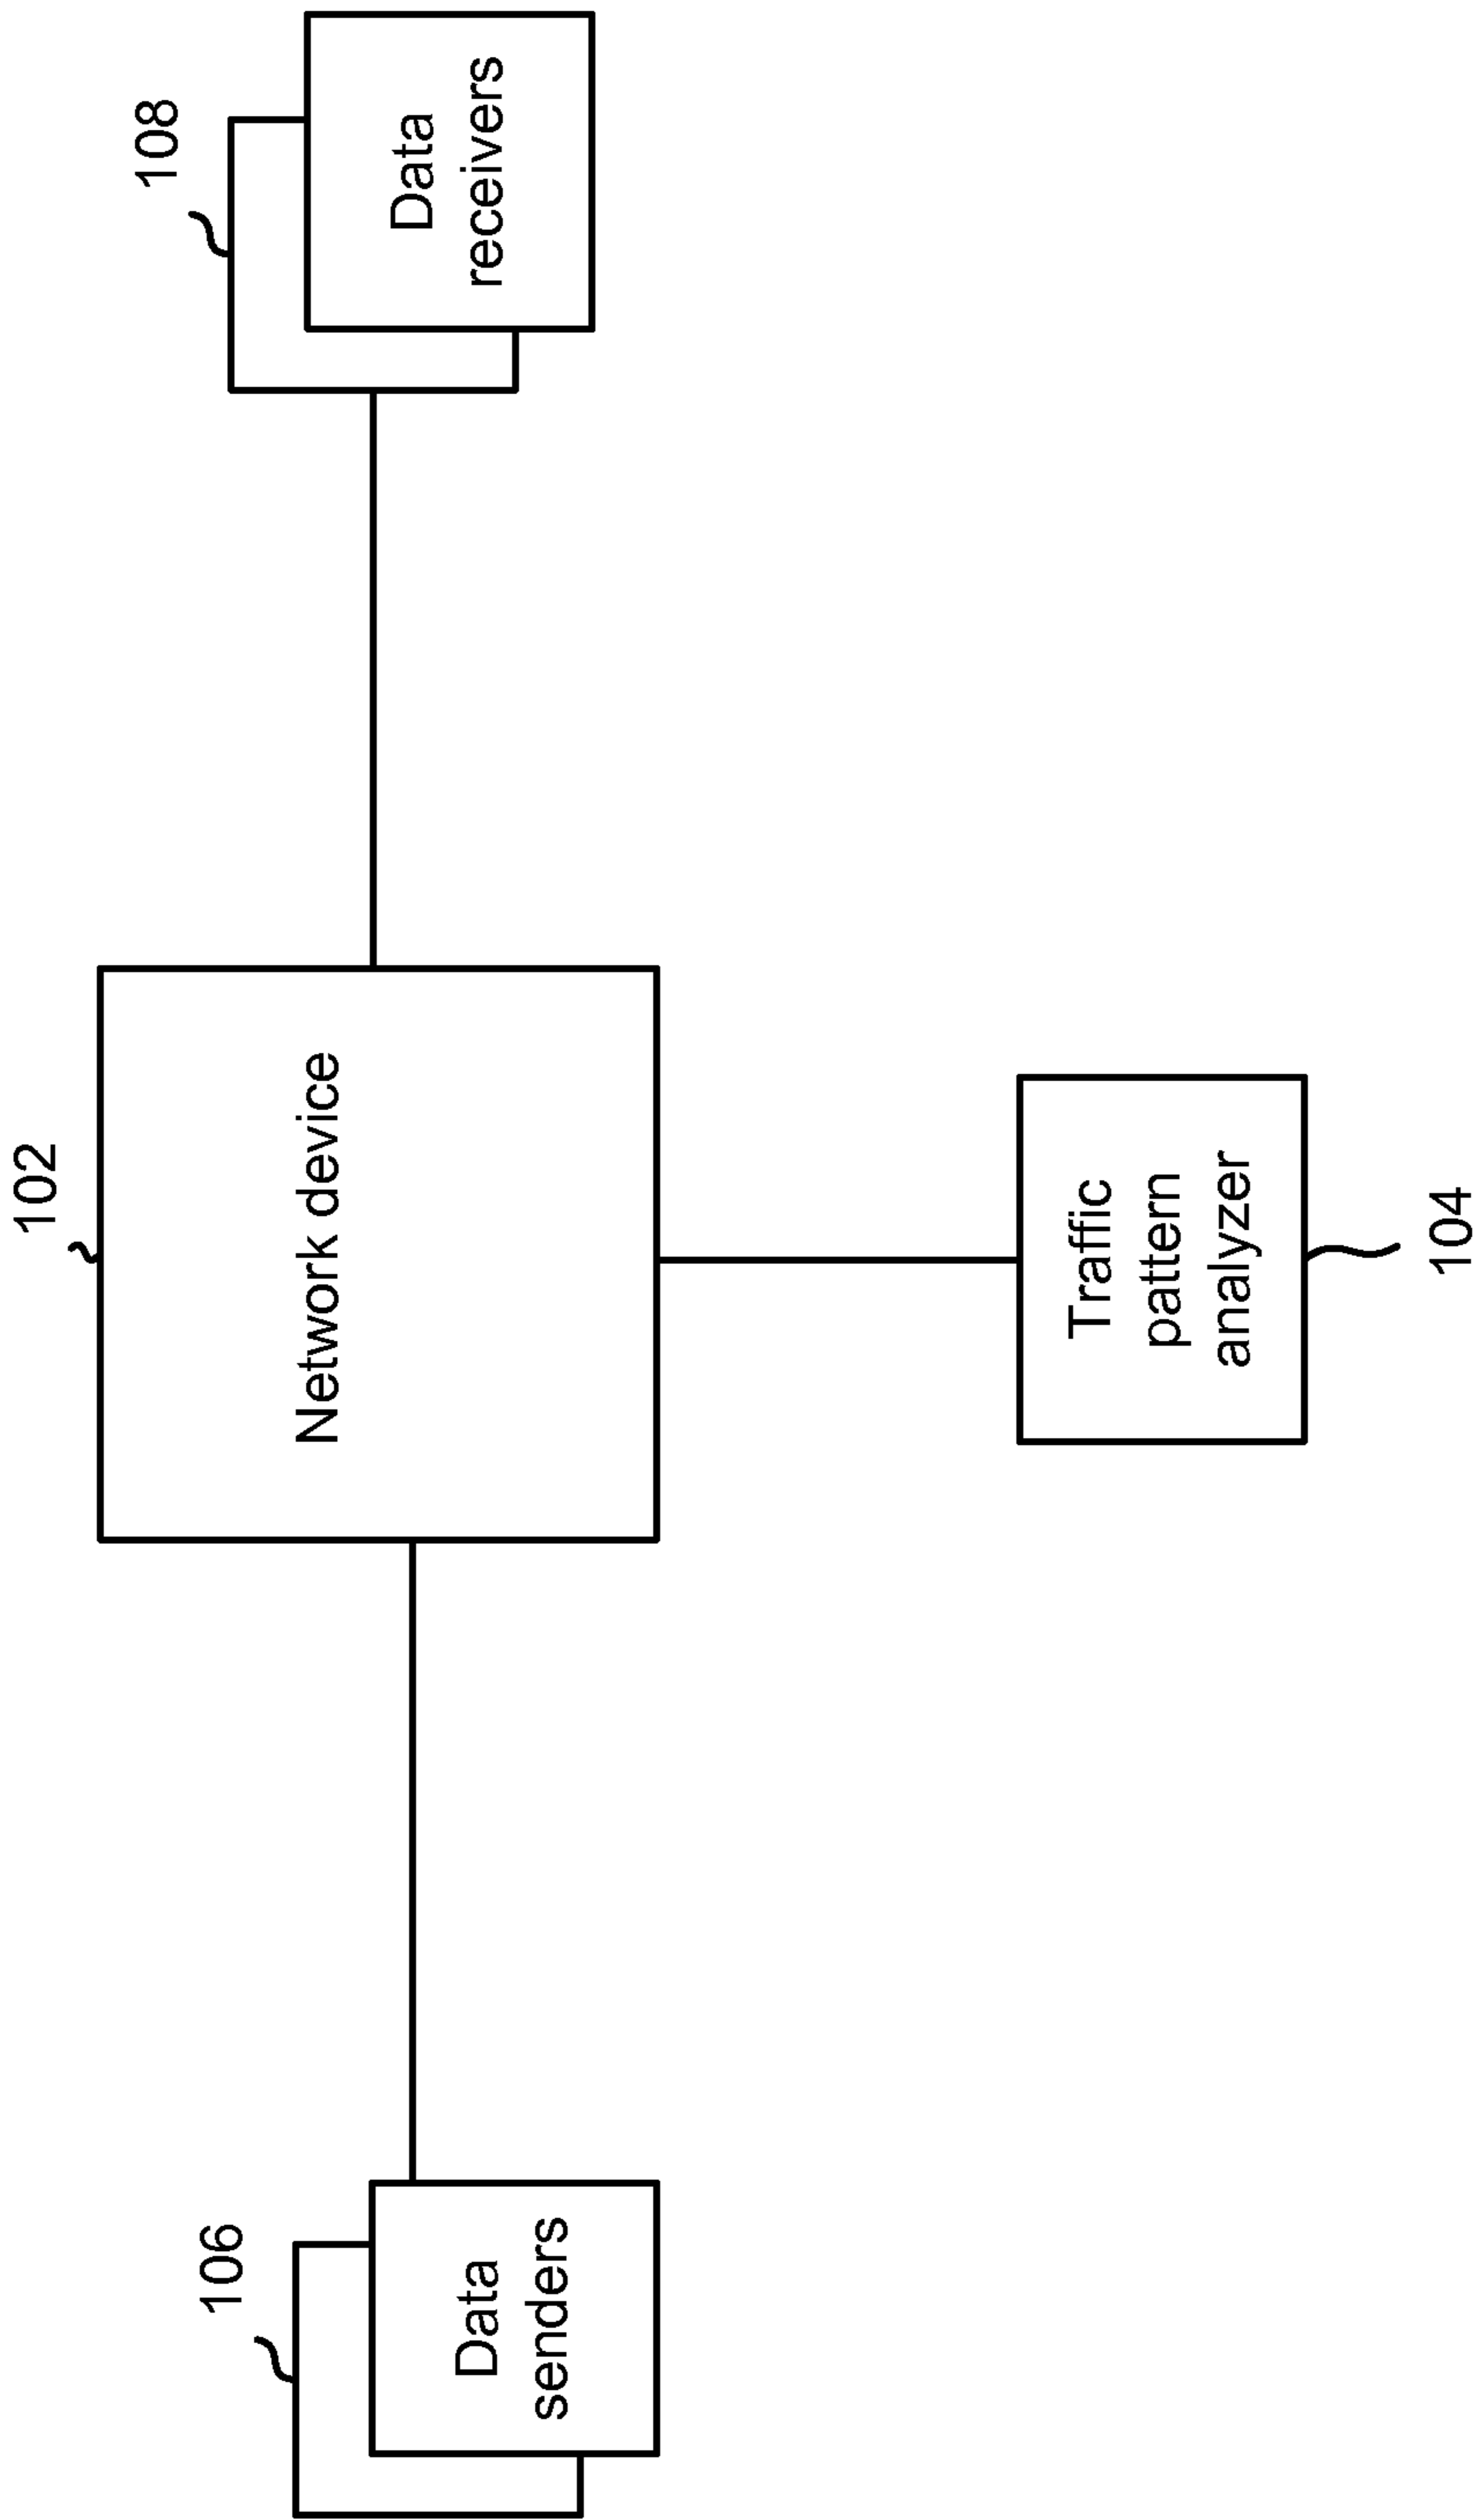 102
108
106
Network device
Data
receivers
Data
senders
Traffic
pattern
analyzer
104